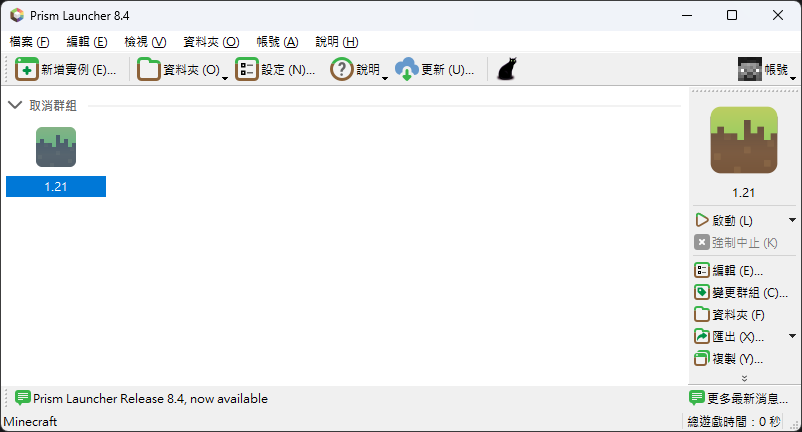 Prism Launcher 8.4
檔案 (F) 編輯 (E) 檢視 (V) 資料夾 (O) 帳號 (A) 說明 (H)
新增實例 (E)... 資料夾 (O) 設定 (N)... 說明 更新 (U)... 帳號
取消群組
1.21
1.21
啟動 (L)
強制中止 (K)
編輯 (E)...
變更群組 (C)...
資料夾 (F)
匯出 (X)...
複製 (Y)...
Prism Launcher Release 8.4, now available 更多最新消息...
Minecraft 總遊戲時間：0 秒